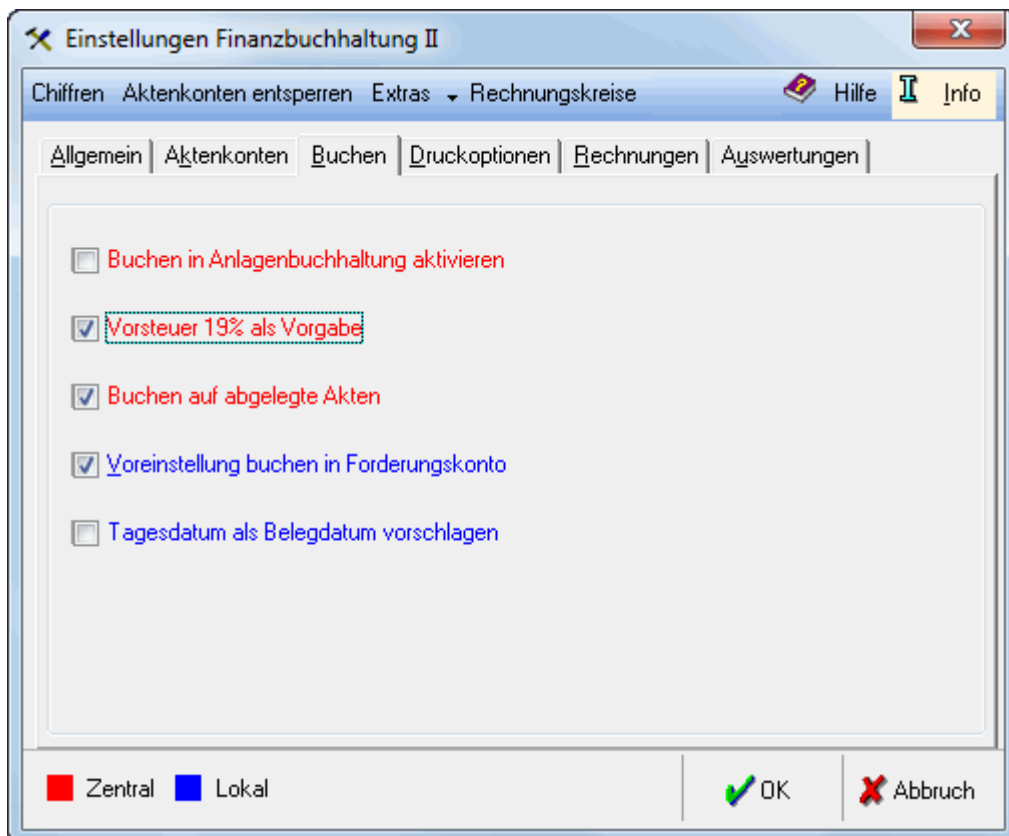 Einstellungen Finanzbuchhaltung II
Chiffren Aktenkonten entsperren Extras Rechnungskreise Hilfe Info
Allgemein Aktenkonten Buchen Druckoptionen Rechnungen Auswertungen
Buchen in Anlagenbuchhaltung aktivieren
Vorsteuer 19% als Vorgabe
Buchen auf abgelegte Akten
Voreinstellung buchen in Forderungskonto
Tagesdatum als Belegdatum vorschlagen
Zentral Lokal OK Abbruch